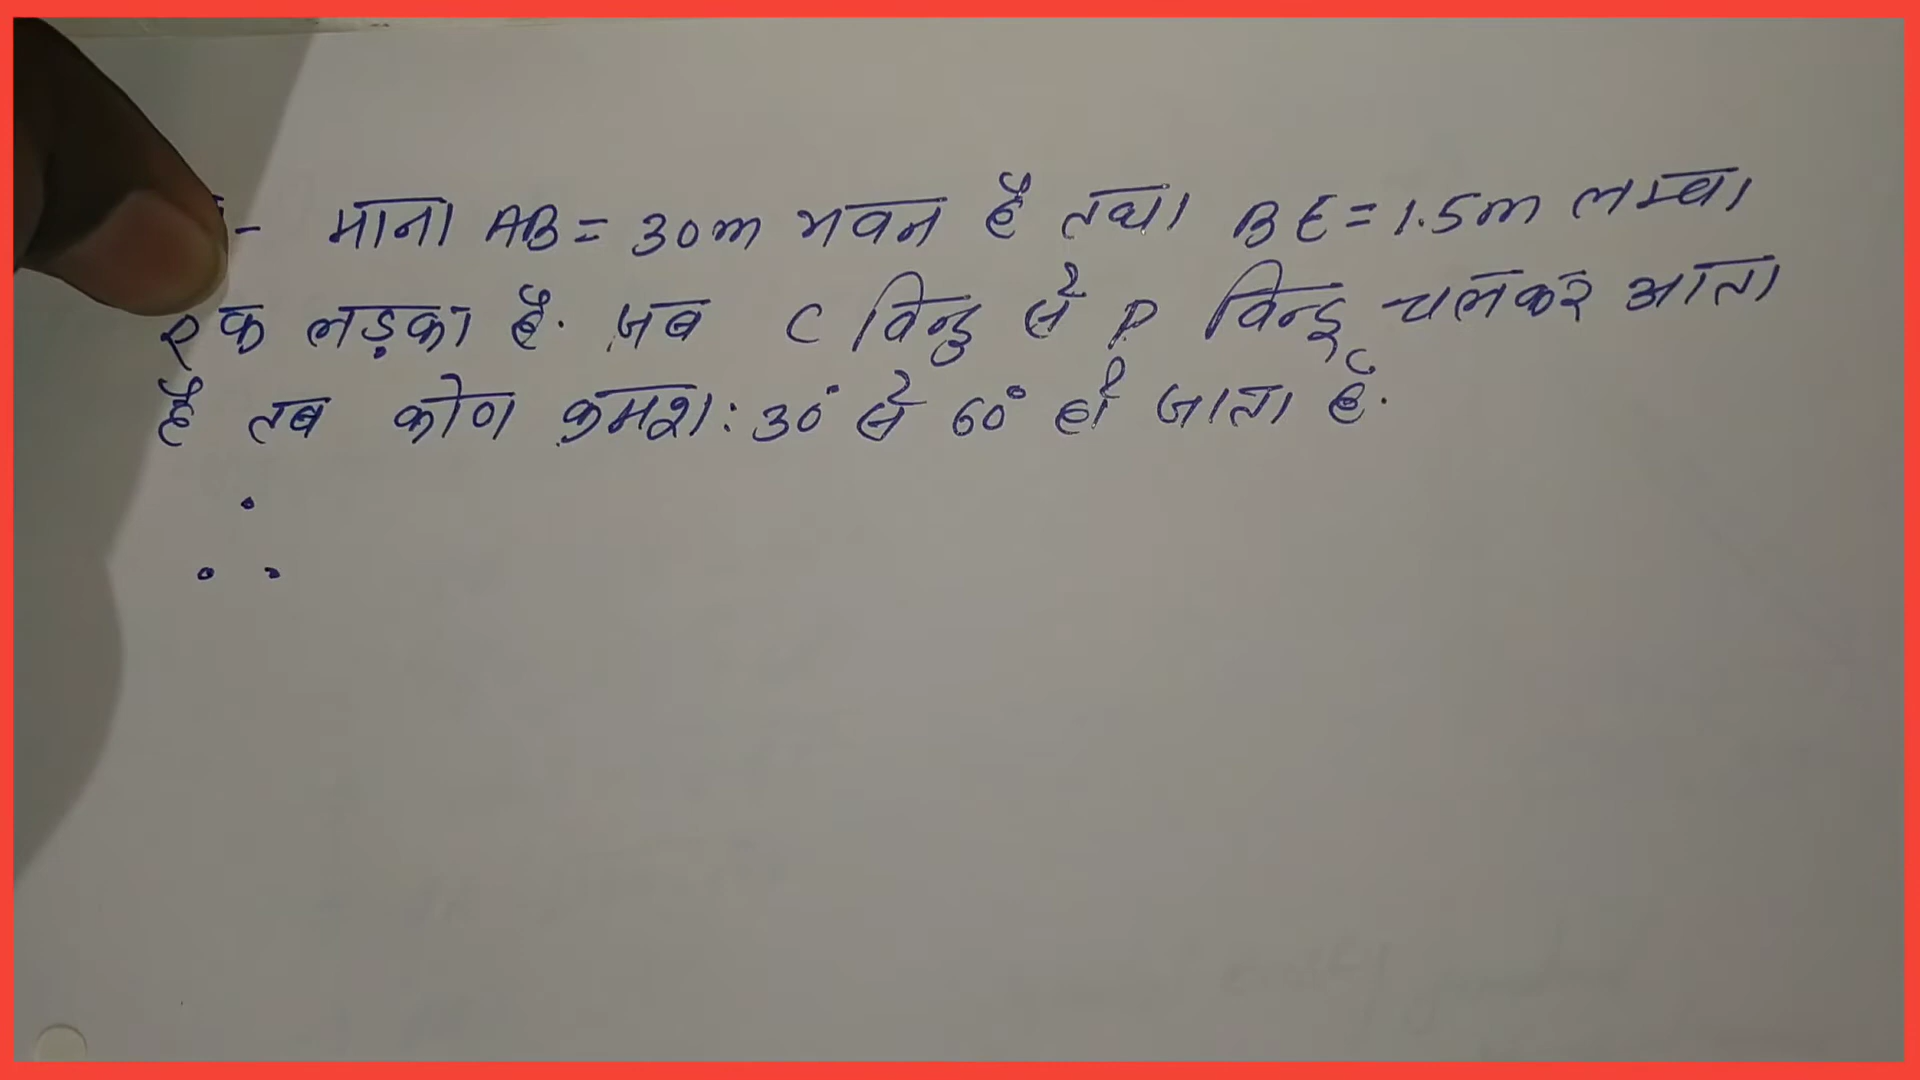 - माना AB = 30m भवन है तथा BE = 1.5m लम्बा
एक लड़का है. जब C बिन्दु से D बिन्दु चलकर आता
है तब कोण क्रमश: 30° से 60° हो जाता है.
∴